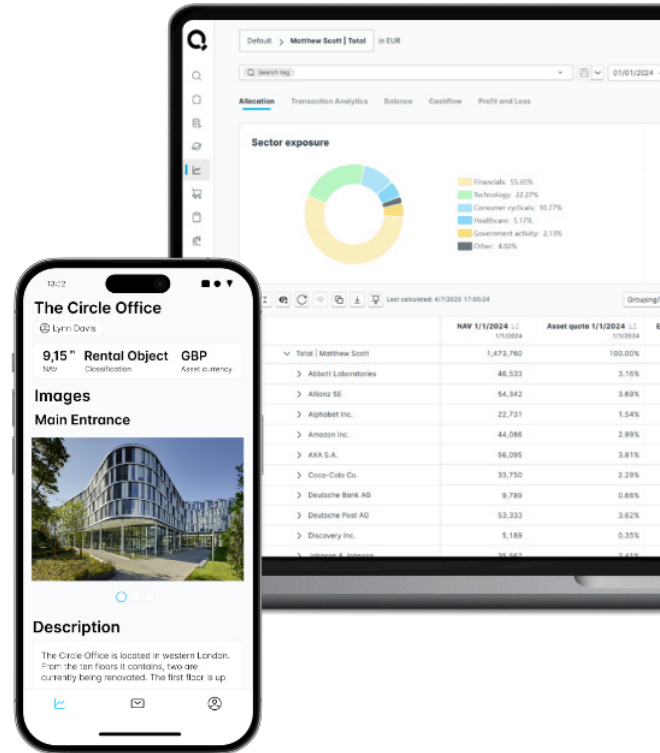 Default > Matthew Scott | Total in EUR
Search tag
01/01/2024
Allocation Transaction Analytics Balance Cashflow Profit and Loss
Sector exposure
Financials: 55.65%
Technology: 22.27%
Consumer cyclicals: 10.77%
Healthcare: 5.17%
Government activity: 2.13%
Other: 4.02%
Last calculated: 4/7/2025 17:05:24
Grouping/
NAV 1/1/2024 Asset quote 1/1/2024
1/1/2024 1/1/2024
Total | Matthew Scott 1,473,760 100.00%
Abbott Laboratories 46,533 3.16%
Allianz SE 54,342 3.69%
Alphabet Inc. 22,731 1.54%
Amazon Inc. 44,086 2.99%
AXA S.A. 56,095 3.81%
Coca-Cola Co. 33,750 2.29%
Deutsche Bank AG 9,789 0.66%
Deutsche Post AG 53,333 3.62%
Discovery Inc. 5,189 0.35%
Johnson & Johnson 35,567 2.41%
The Circle Office
Lynn Davis
9,15 m Rental Object GBP
NAV Classification Asset currency
Images
Main Entrance
Description
The Circle Office is located in western London.
From the ten floors it contains, two are
currently being renovated. The first floor is up